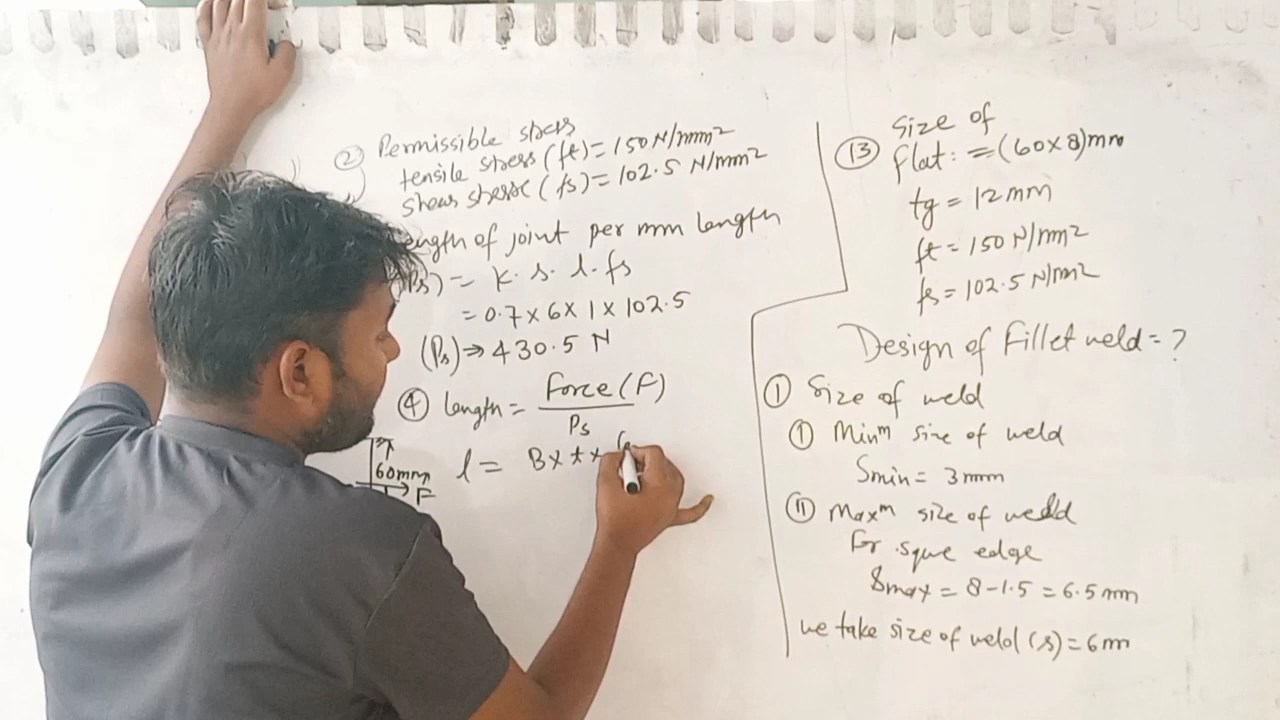 ② Permissible stress
tensile stress (ft) = 150 N/mm²
shear stress (fs) = 102.5 N/mm²
ength of joint per mm length
s) = K. s. l. fs
= 0.7 x 6 x 1 x 102.5
(Ps) ⇒ 430.5 N
④ length = Force (F)
Ps
l = B x t x
60mm
F
⑬ Size of
flat: = (60 x 8)mm
tg = 12 mm
ft = 150 N/mm²
fs = 102.5 N/mm²
Design of Fillet weld = ?
① Size of weld
① Minᵐ size of weld
Smin = 3mm
⑪ Maxᵐ size of weld
For squre edge
Smax = 8 - 1.5 = 6.5 mm
we take size of weld (s) = 6m